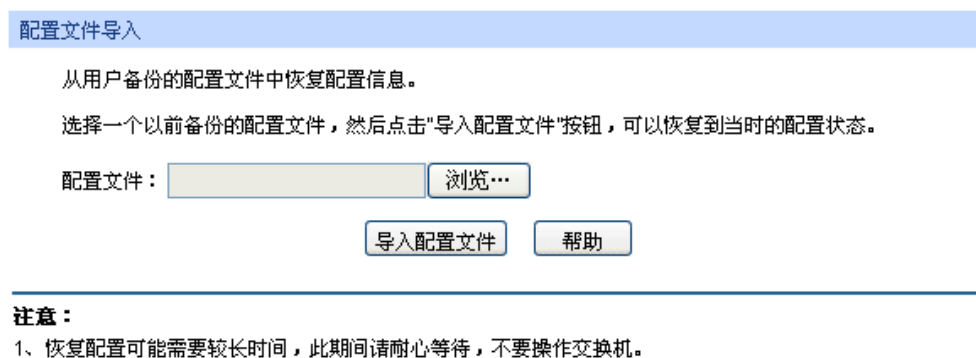 配置文件导入
从用户备份的配置文件中恢复配置信息。
选择一个以前备份的配置文件，然后点击"导入配置文件"按钮，可以恢复到当时的配置状态。
配置文件： 浏览…
导入配置文件 帮助
注意：
1、恢复配置可能需要较长时间，此期间请耐心等待，不要操作交换机。